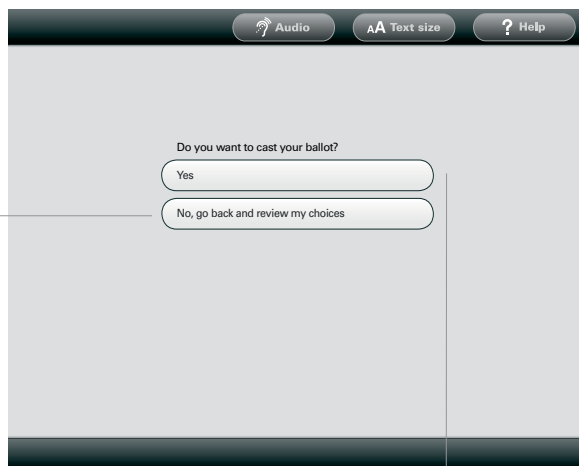 Audio
AA Text size
? Help
Do you want to cast your ballot?
Yes
No, go back and review my choices